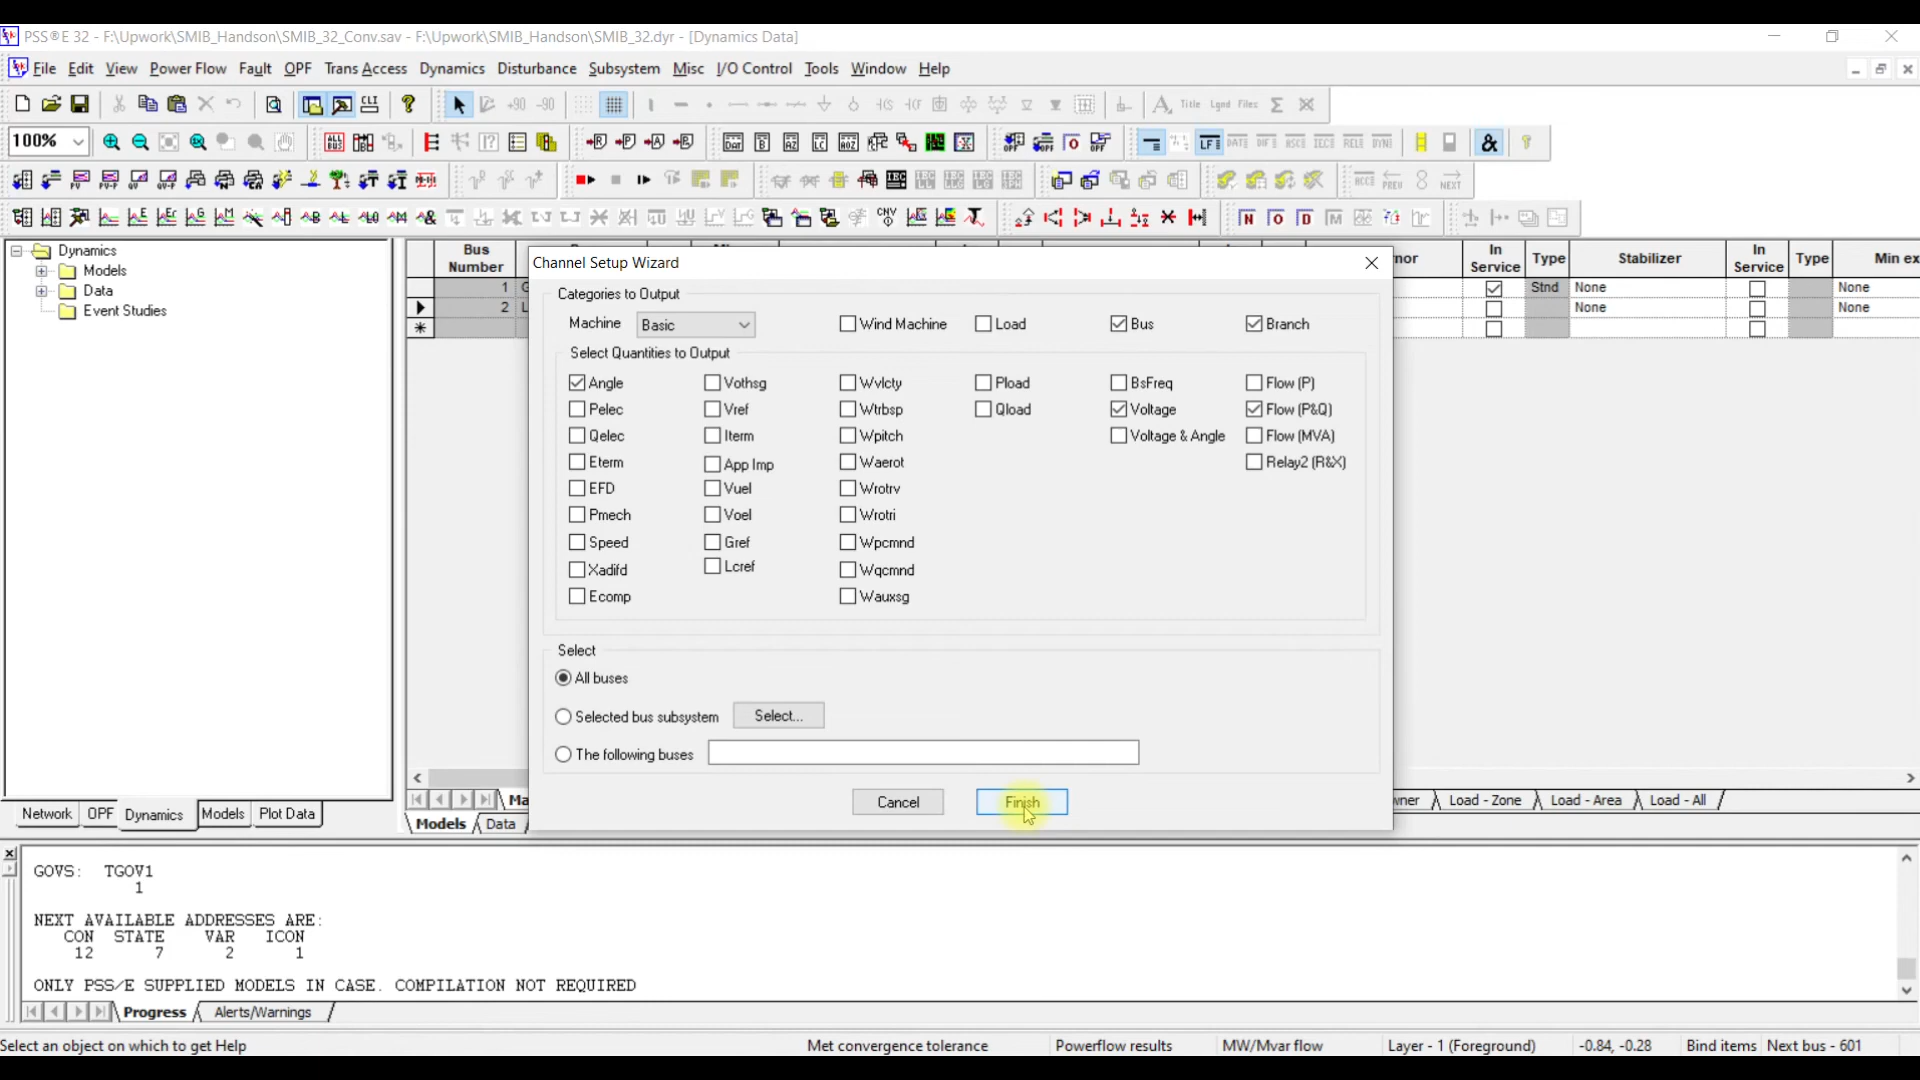 PSS®E 32 - F:\Upwork\SMIB_Handson\SMIB_32_Conv.sav - F:\Upwork\SMIB_Handson\SMIB_32.dyr - [Dynamics Data]
File Edit View Power Flow Fault OPF Trans Access Dynamics Disturbance Subsystem Misc I/O Control Tools Window Help
100%
Dynamics
Models
Data
Event Studies
Bus Number
In Service Type Stabilizer In Service Type Min ex
1 Stnd None None
2 None None
Channel Setup Wizard
Categories to Output
Machine Basic Wind Machine Load Bus Branch
Select Quantities to Output
Angle Vothsg Wvlcty Pload BsFreq Flow (P)
Pelec Vref Wtrbsp Qload Voltage Flow (P&Q)
Qelec Iterm Wpitch Voltage & Angle Flow (MVA)
Eterm App Imp Waerot Relay2 (R&X)
EFD Vuel Wrotrv
Pmech Voel Wrotri
Speed Gref Wpcmnd
Xadifd Lcref Wqcmnd
Ecomp Wauxsg
Select
All buses
Selected bus subsystem Select...
The following buses
Cancel Finish
Network OPF Dynamics Models Plot Data
Load - Zone Load - Area Load - All
Models Data
GOVS: TGOV1
1
NEXT AVAILABLE ADDRESSES ARE:
CON STATE VAR ICON
12 7 2 1
ONLY PSS/E SUPPLIED MODELS IN CASE. COMPILATION NOT REQUIRED
Progress Alerts/Warnings
Select an object on which to get Help Met convergence tolerance Powerflow results MW/Mvar flow Layer - 1 (Foreground) -0.84, -0.28 Bind items Next bus - 601